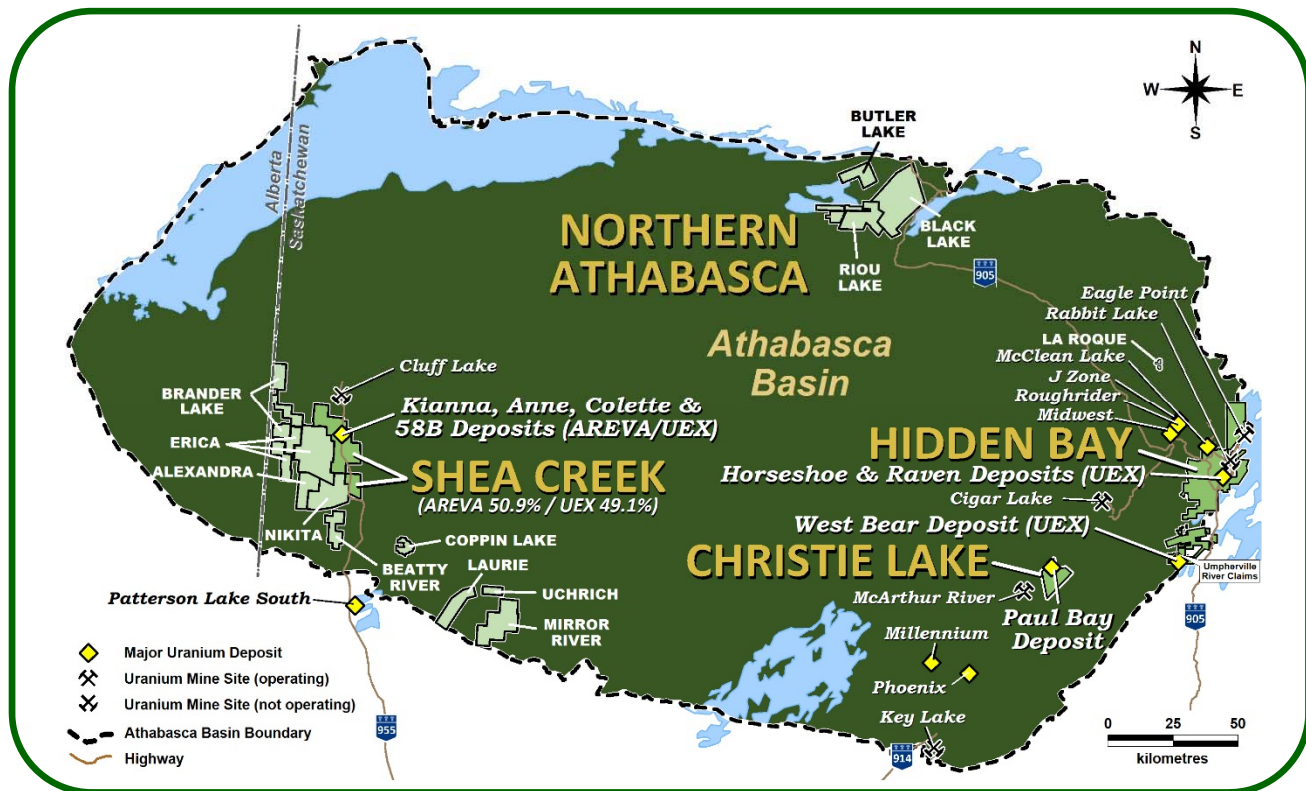 N
W
E
S
BUTLER
LAKE
Alberta
Saskatchewan
NORTHERN
ATHABASCA
BLACK
LAKE
RIOU
LAKE
905
Eagle Point
Rabbit Lake
LA ROQUE
McClean Lake
J Zone
Roughrider
Midwest
Athabasca
Basin
Cluff Lake
BRANDER
LAKE
Kianna, Anne, Colette &
58B Deposits (AREVA/UEX)
ERICA
ALEXANDRA
SHEA CREEK
(AREVA 50.9% / UEX 49.1%)
NIKITA
HIDDEN BAY
Horseshoe & Raven Deposits (UEX)
Cigar Lake
West Bear Deposit (UEX)
CHRISTIE LAKE
Umpherville
River Claims
McArthur River
Paul Bay
Deposit
COPPIN LAKE
BEATTY
RIVER
LAURIE
UCHRICH
MIRROR
RIVER
Patterson Lake South
905
Millennium
Phoenix
Key Lake
914
955
Major Uranium Deposit
Uranium Mine Site (operating)
Uranium Mine Site (not operating)
Athabasca Basin Boundary
Highway
0 25 50
kilometres